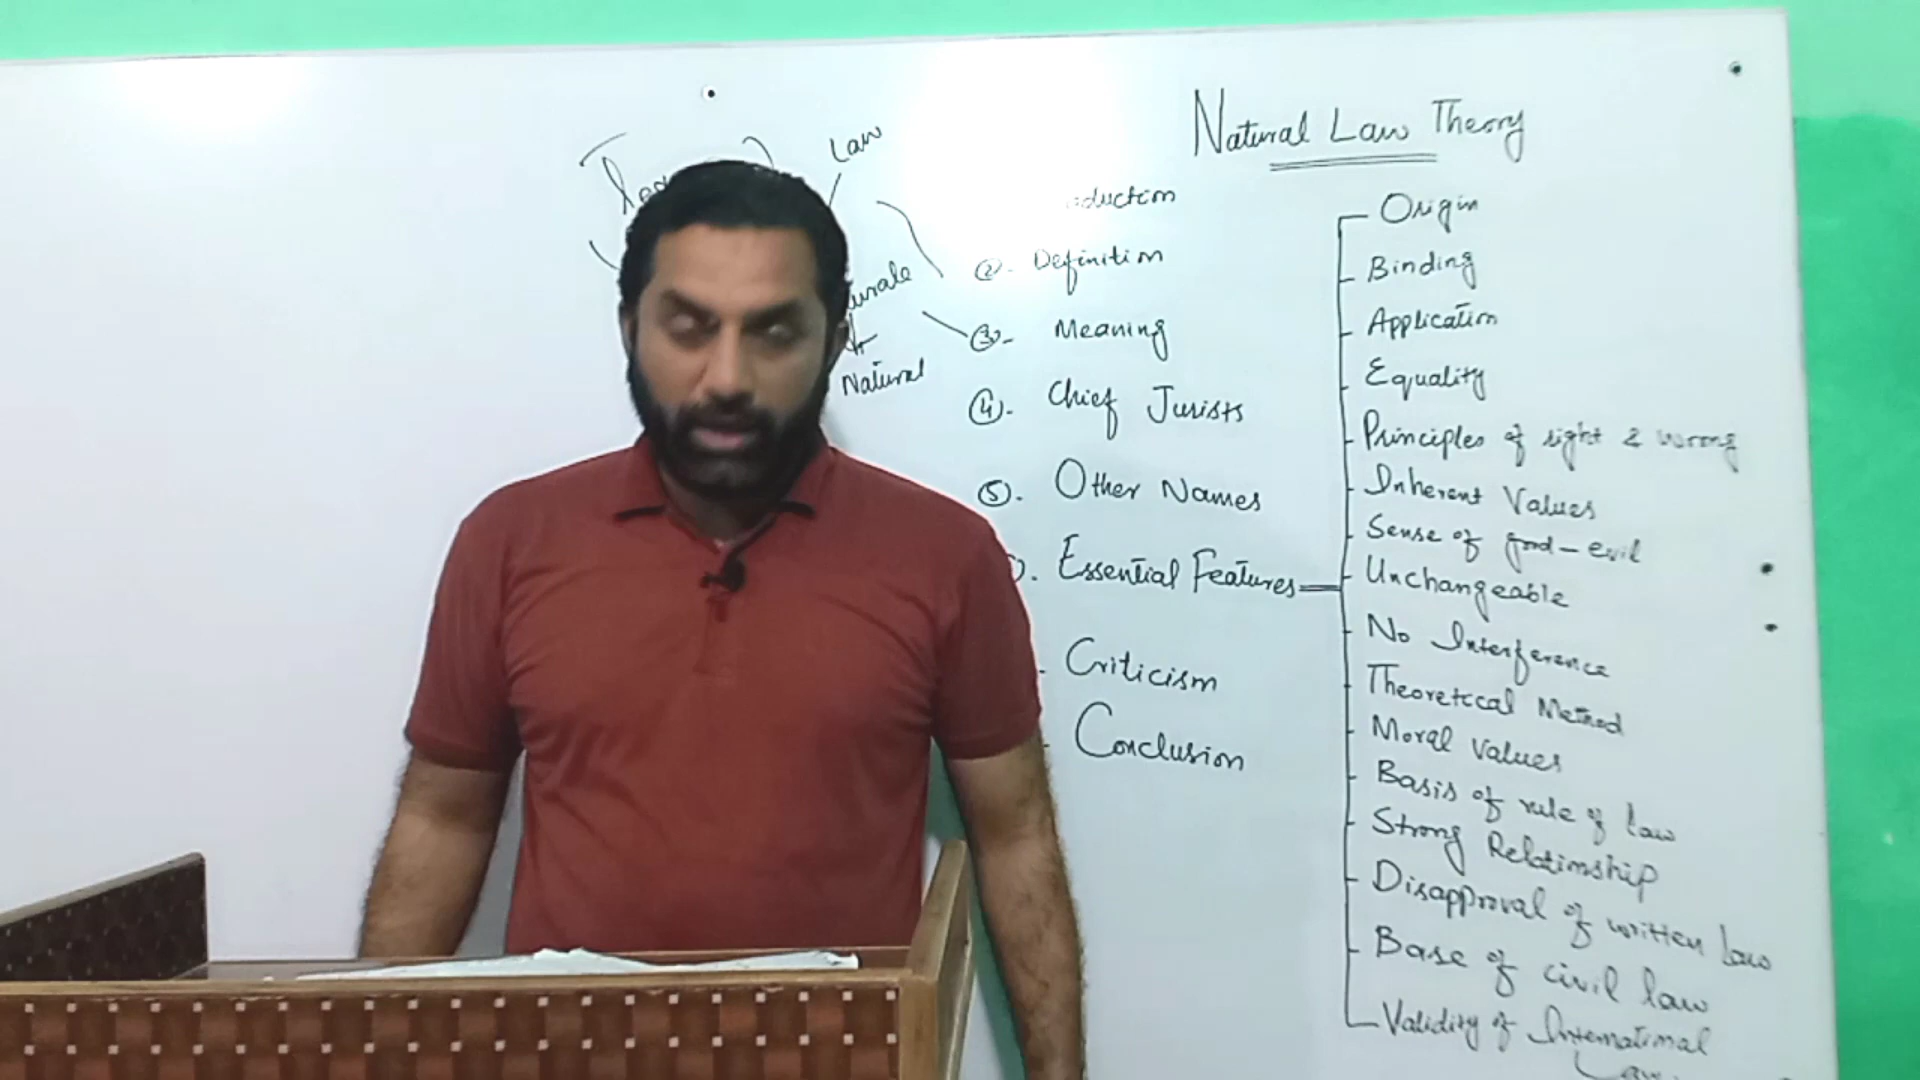 Natural Law Theory
Law
Natural
②. Definition
③- Meaning
④. Chief Jurists
⑤. Other Names
Essential Features
Criticism
Conclusion
Origin
Binding
Application
Equality
Principles of right & wrong
Inherent Values
Sense of good-evil
Unchangeable
No Interference
Theoretical Method
Moral Values
Basis of rule of law
Strong Relationship
Disapproval of written law
Base of civil law
Validity of International
Law